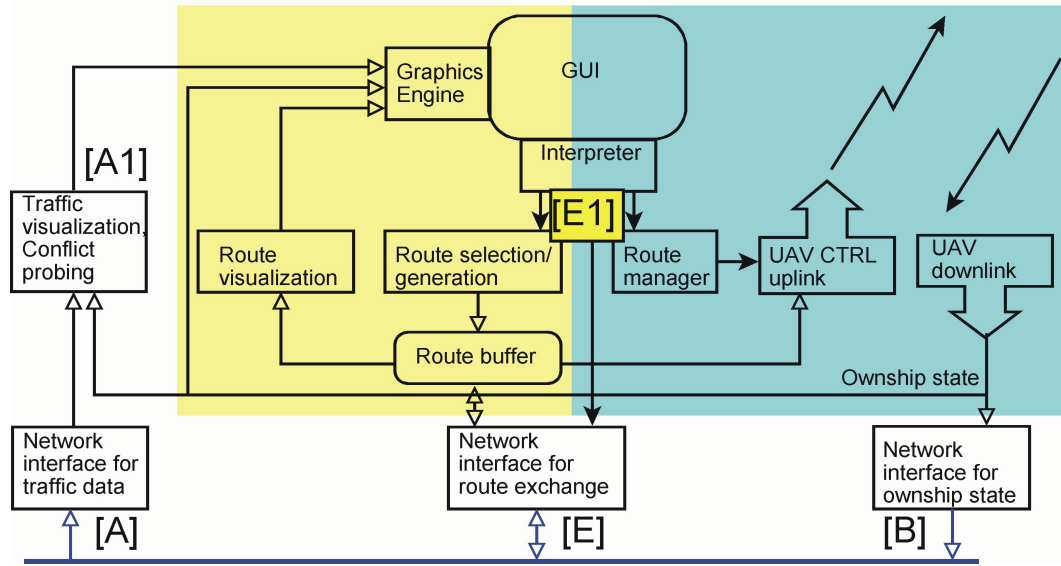 Graphics
Engine
GUI
Interpreter
[A1]
[E1]
Traffic
visualization,
Conflict
probing
Route
visualization
Route selection/
generation
Route
manager
UAV CTRL
uplink
UAV
downlink
Route buffer
Ownship state
Network
interface for
traffic data
Network
interface for
route exchange
Network
interface for
ownship state
[A]
[E]
[B]